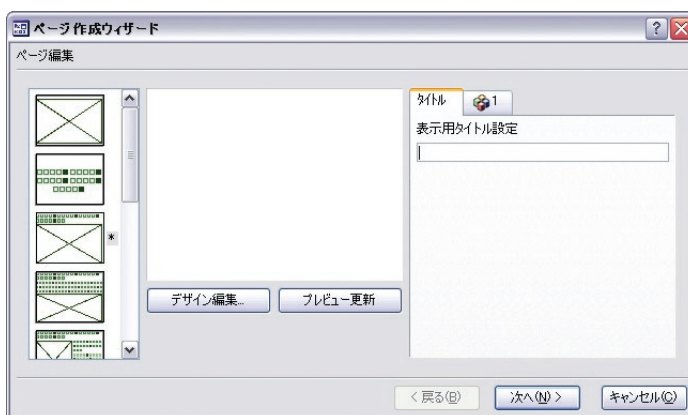 ページ作成ウィザード
ページ編集
タイトル
1
表示用タイトル設定
*
デザイン編集...
プレビュー更新
< 戻る(B)
次へ(N) >
キャンセル(C)